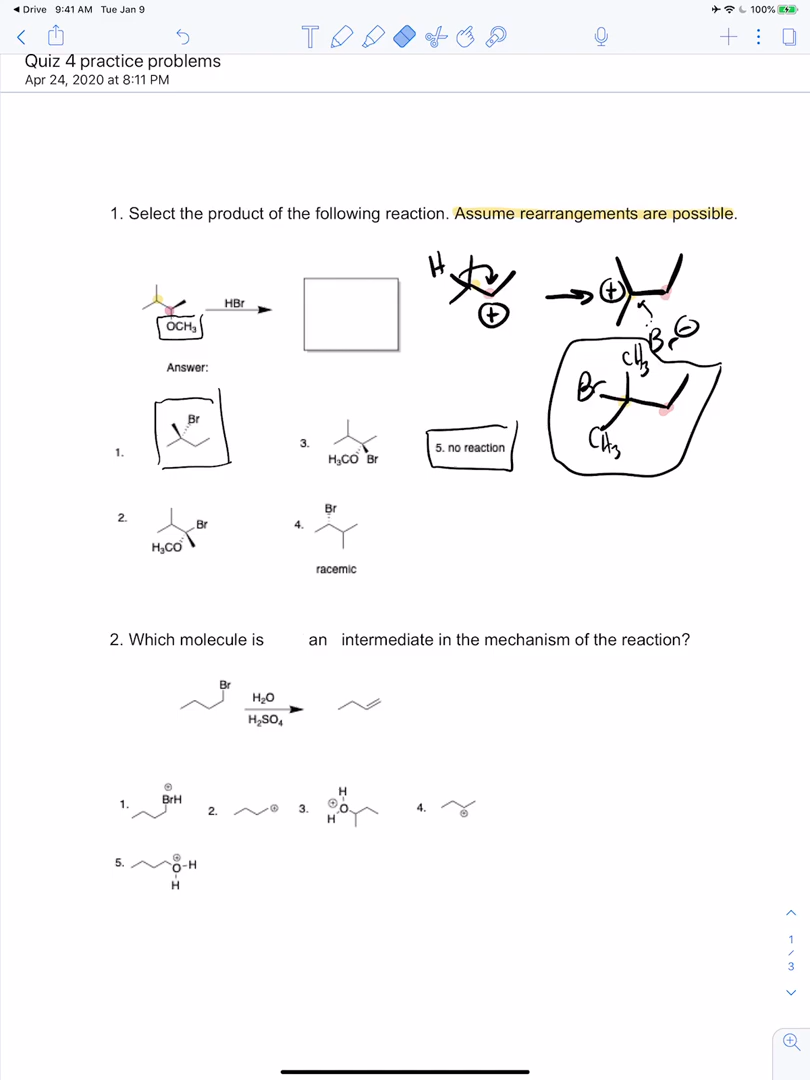 Drive 9:41 AM Tue Jan 9
100%
T
Quiz 4 practice problems
Apr 24, 2020 at 8:11 PM
1. Select the product of the following reaction. Assume rearrangements are possible.
H
+
+
HBr
OCH₃
Br⊖
CH₃
Br
CH₃
Answer:
1.
Br
3.
H₃CO Br
5. no reaction
2.
Br
H₃CO
4.
Br
racemic
2. Which molecule is an intermediate in the mechanism of the reaction?
Br
H₂O
H₂SO₄
1.
⊕
BrH
2.
⊕
3.
H
⊕
O
H
4.
⊕
5.
⊕
O-H
H
1
/
3